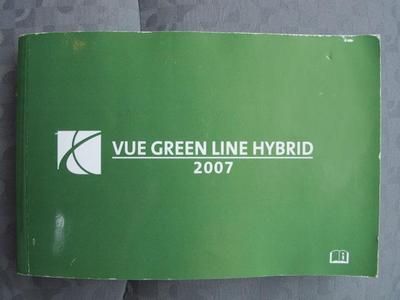 VUE GREEN LINE HYBRID
2007